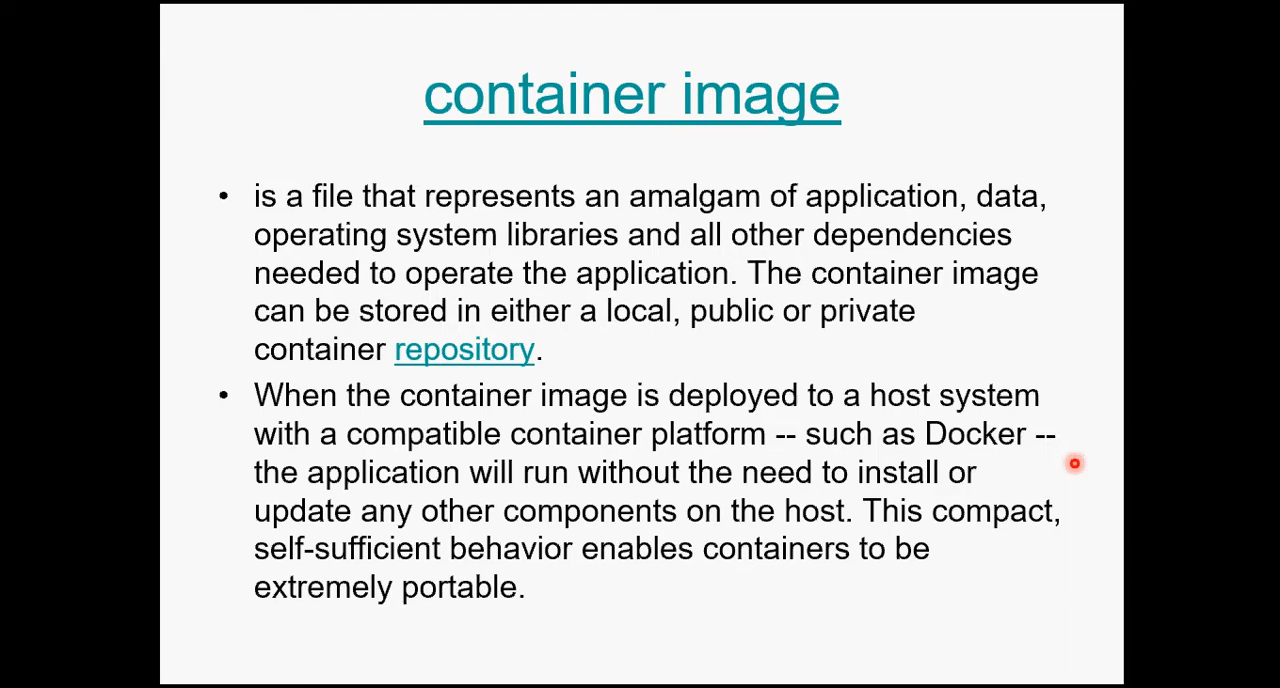 container image
• is a file that represents an amalgam of application, data,
operating system libraries and all other dependencies
needed to operate the application. The container image
can be stored in either a local, public or private
container repository.
• When the container image is deployed to a host system
with a compatible container platform -- such as Docker --
the application will run without the need to install or
update any other components on the host. This compact,
self-sufficient behavior enables containers to be
extremely portable.